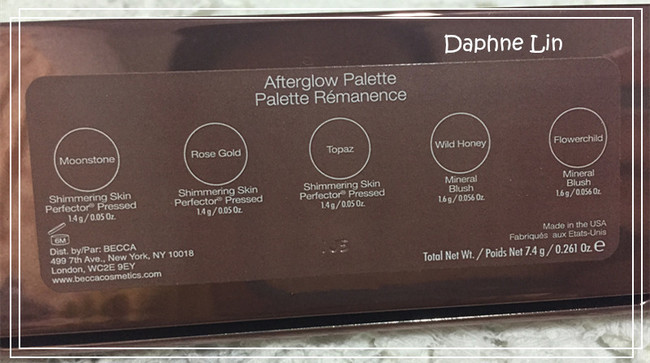 Daphne Lin
Afterglow Palette
Palette Rémanence
Moonstone
Shimmering Skin
Perfector® Pressed
1.4 g / 0.05 Oz.
Rose Gold
Shimmering Skin
Perfector® Pressed
1.4 g / 0.05 Oz.
Topaz
Shimmering Skin
Perfector® Pressed
1.4 g / 0.05 Oz.
Wild Honey
Mineral
Blush
1.6 g / 0.056 Oz.
Flowerchild
Mineral
Blush
1.6 g / 0.056 Oz.
6M
Dist. by/Par: BECCA
499 7th Ave., New York, NY 10018
London, WC2E 9EY
www.beccacosmetics.com
Made in the USA
Fabriqués aux Etats-Unis
Total Net Wt. / Poids Net 7.4 g / 0.261 Oz. ℮